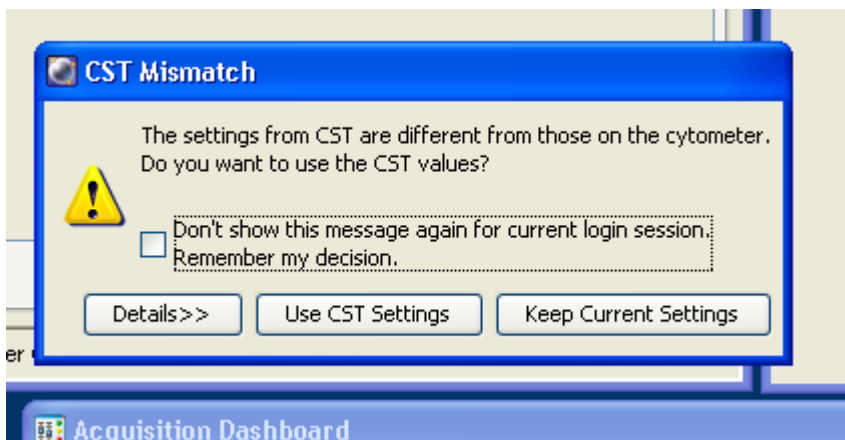 CST Mismatch
The settings from CST are different from those on the cytometer.
Do you want to use the CST values?
Don't show this message again for current login session.
Remember my decision.
Details>> Use CST Settings Keep Current Settings
er
Acquisition Dashboard